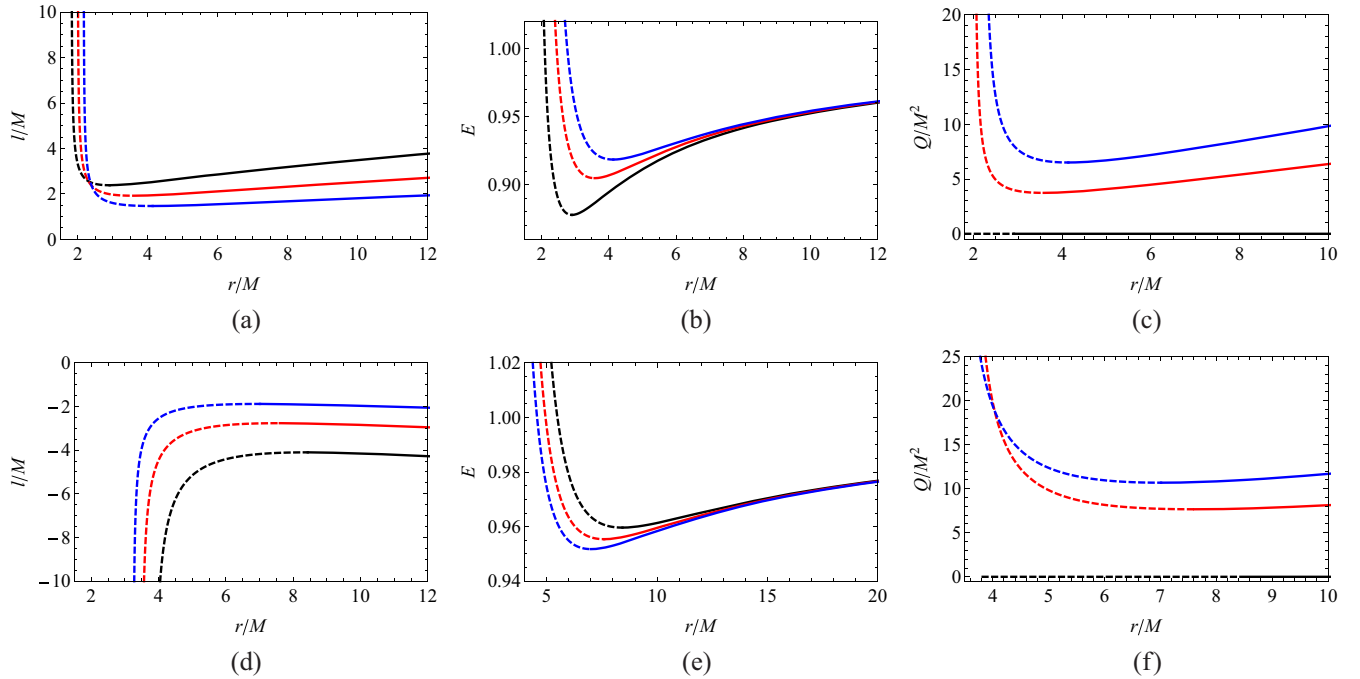 10
8
6
4
2
0
l/M
2 4 6 8 10 12
r/M
(a)
1.00
0.95
0.90
E
2 4 6 8 10 12
r/M
(b)
20
15
10
5
0
Q/M²
2 4 6 8 10
r/M
(c)
0
−2
−4
−6
−8
−10
l/M
2 4 6 8 10 12
r/M
(d)
1.02
1.00
0.98
0.96
0.94
E
5 10 15 20
r/M
(e)
25
20
15
10
5
0
Q/M²
4 5 6 7 8 9 10
r/M
(f)